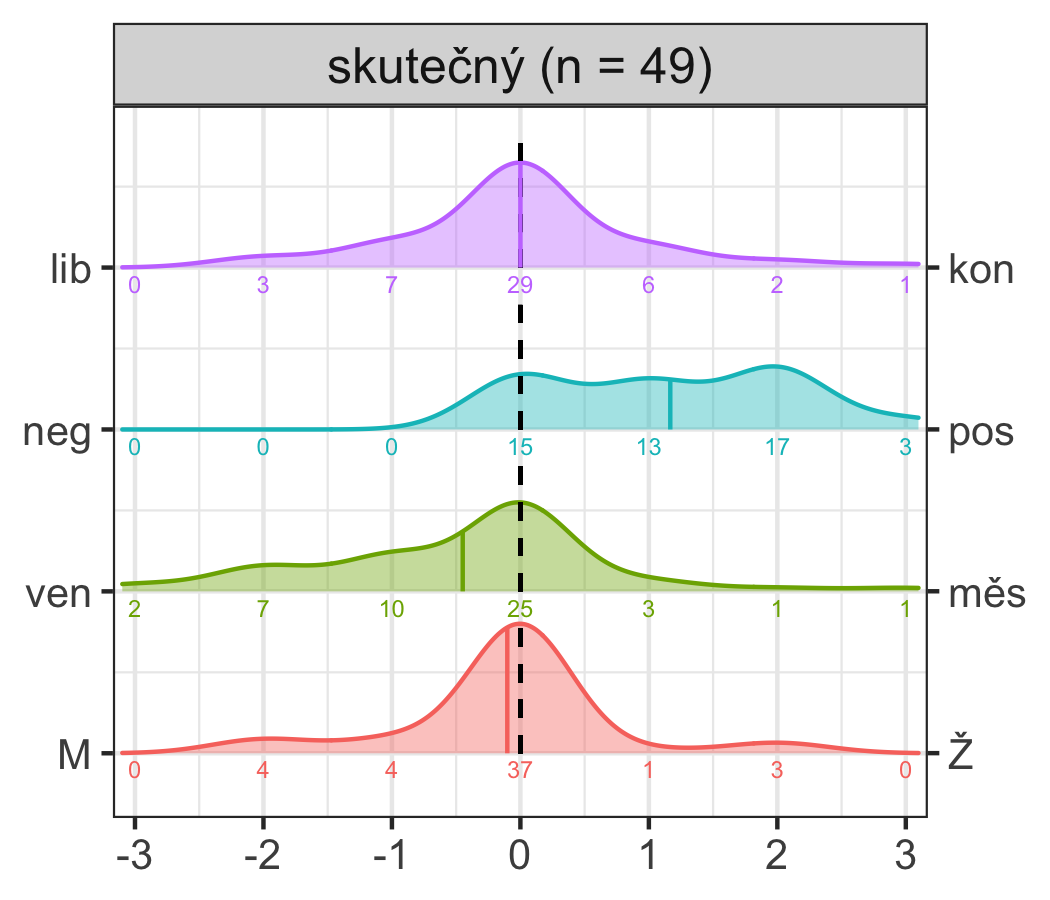 skutečný (n = 49)
lib kon
0 3 7 29 6 2 1
neg pos
0 0 0 15 13 17 3
ven měs
2 7 10 25 3 1 1
M Ž
0 4 4 37 1 3 0
-3 -2 -1 0 1 2 3